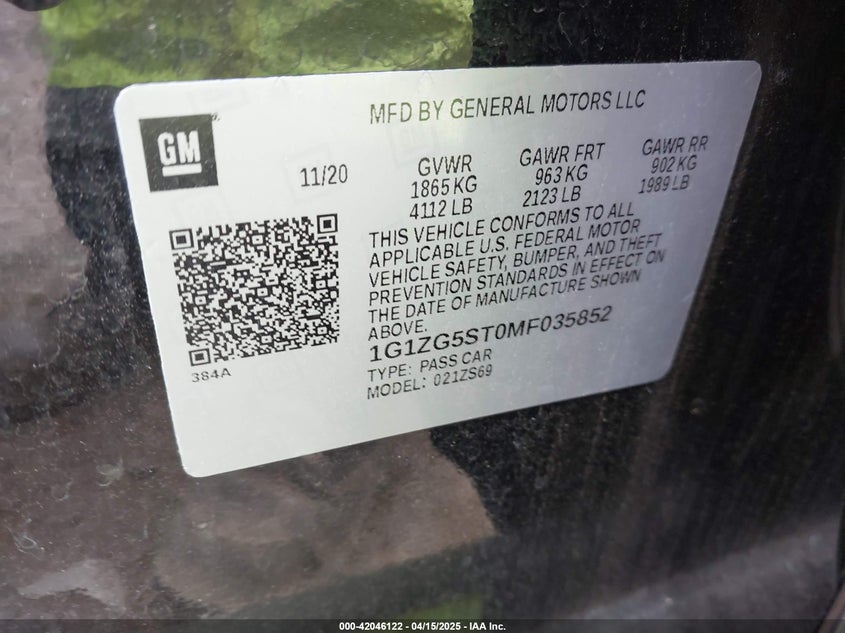 MFD BY GENERAL MOTORS LLC
GM
11/20
GVWR
1865 KG
4112 LB
GAWR FRT
963 KG
2123 LB
GAWR RR
902 KG
1989 LB
THIS VEHICLE CONFORMS TO ALL
APPLICABLE U.S. FEDERAL MOTOR
VEHICLE SAFETY, BUMPER, AND THEFT
PREVENTION STANDARDS IN EFFECT ON
THE DATE OF MANUFACTURE SHOWN
ABOVE.
1G1ZG5ST0MF035852
TYPE: PASS CAR
MODEL: 021ZS69
384A
000-42046122 - 04/15/2025 - IAA Inc.